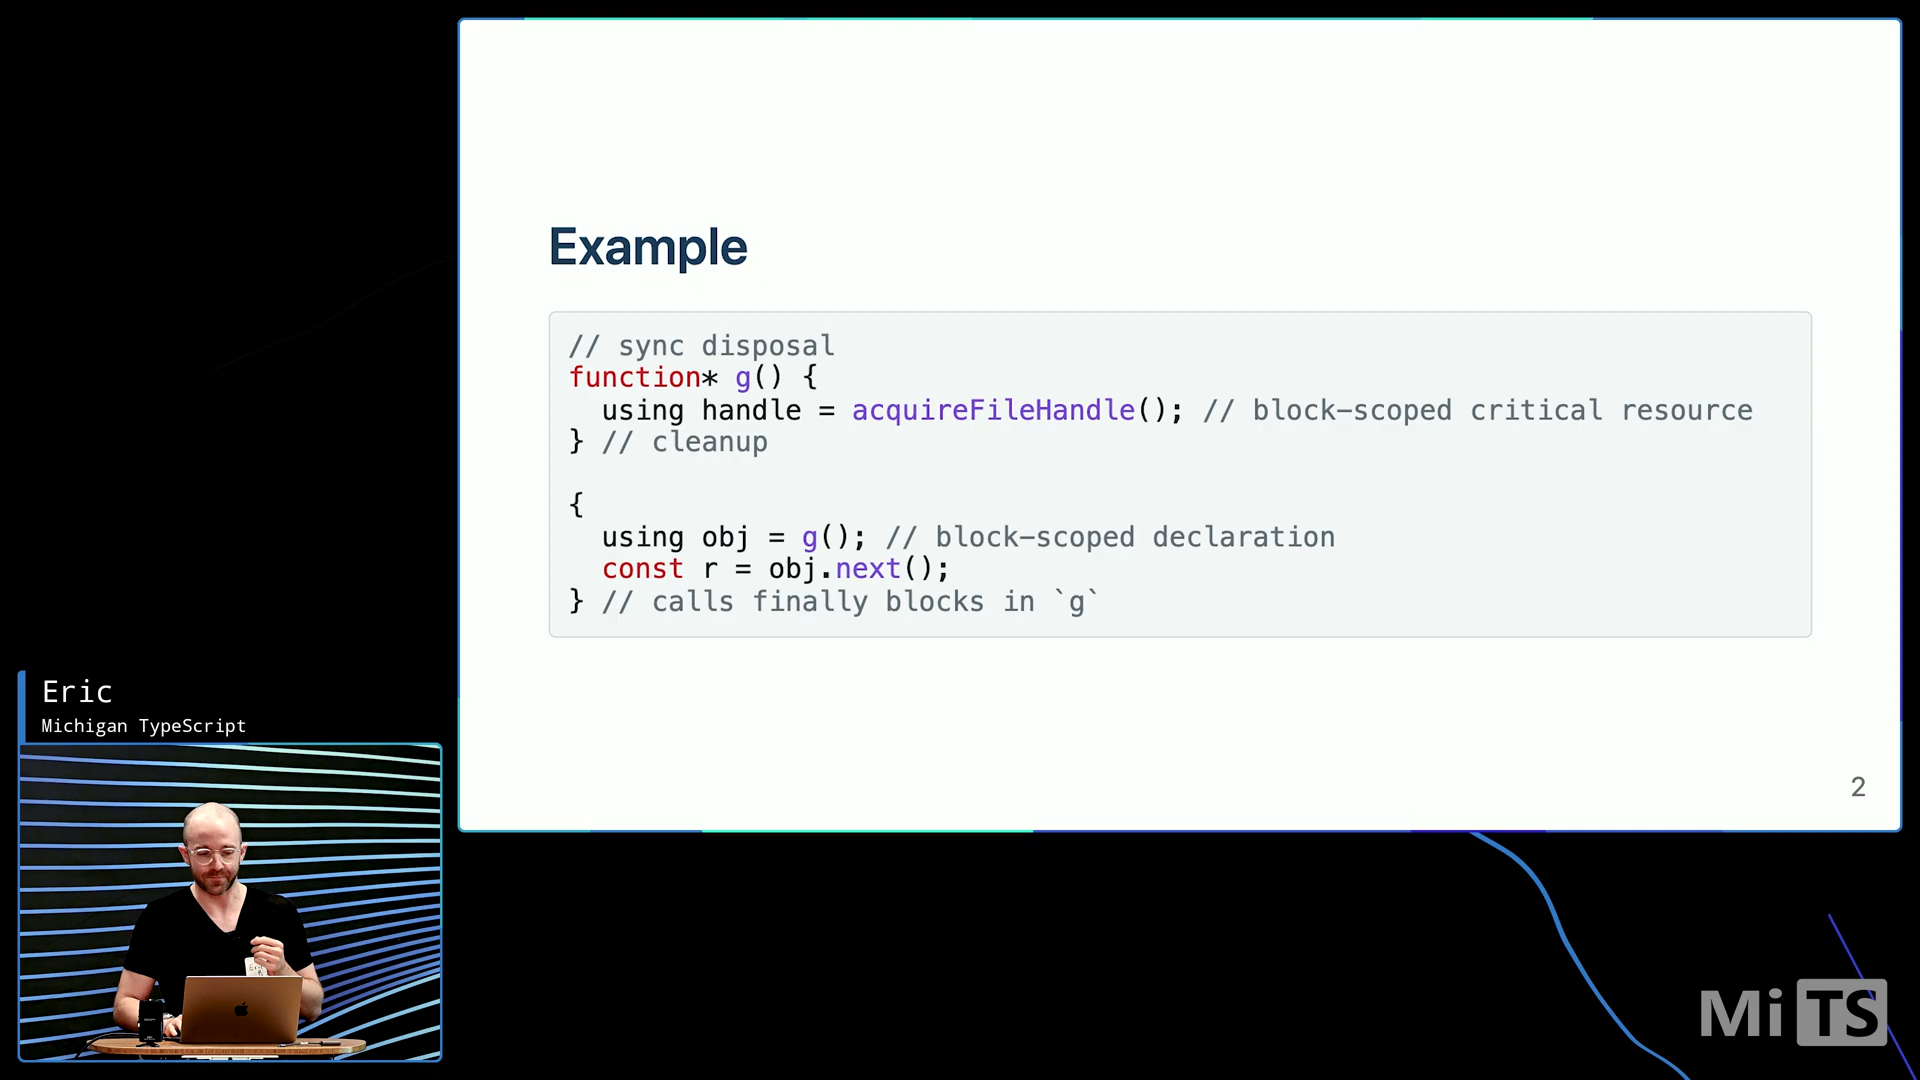 Example
// sync disposal
function* g() {
  using handle = acquireFileHandle(); // block-scoped critical resource
} // cleanup
{
  using obj = g(); // block-scoped declaration
  const r = obj.next();
} // calls finally blocks in `g`
2
Eric
Michigan TypeScript
MiTS